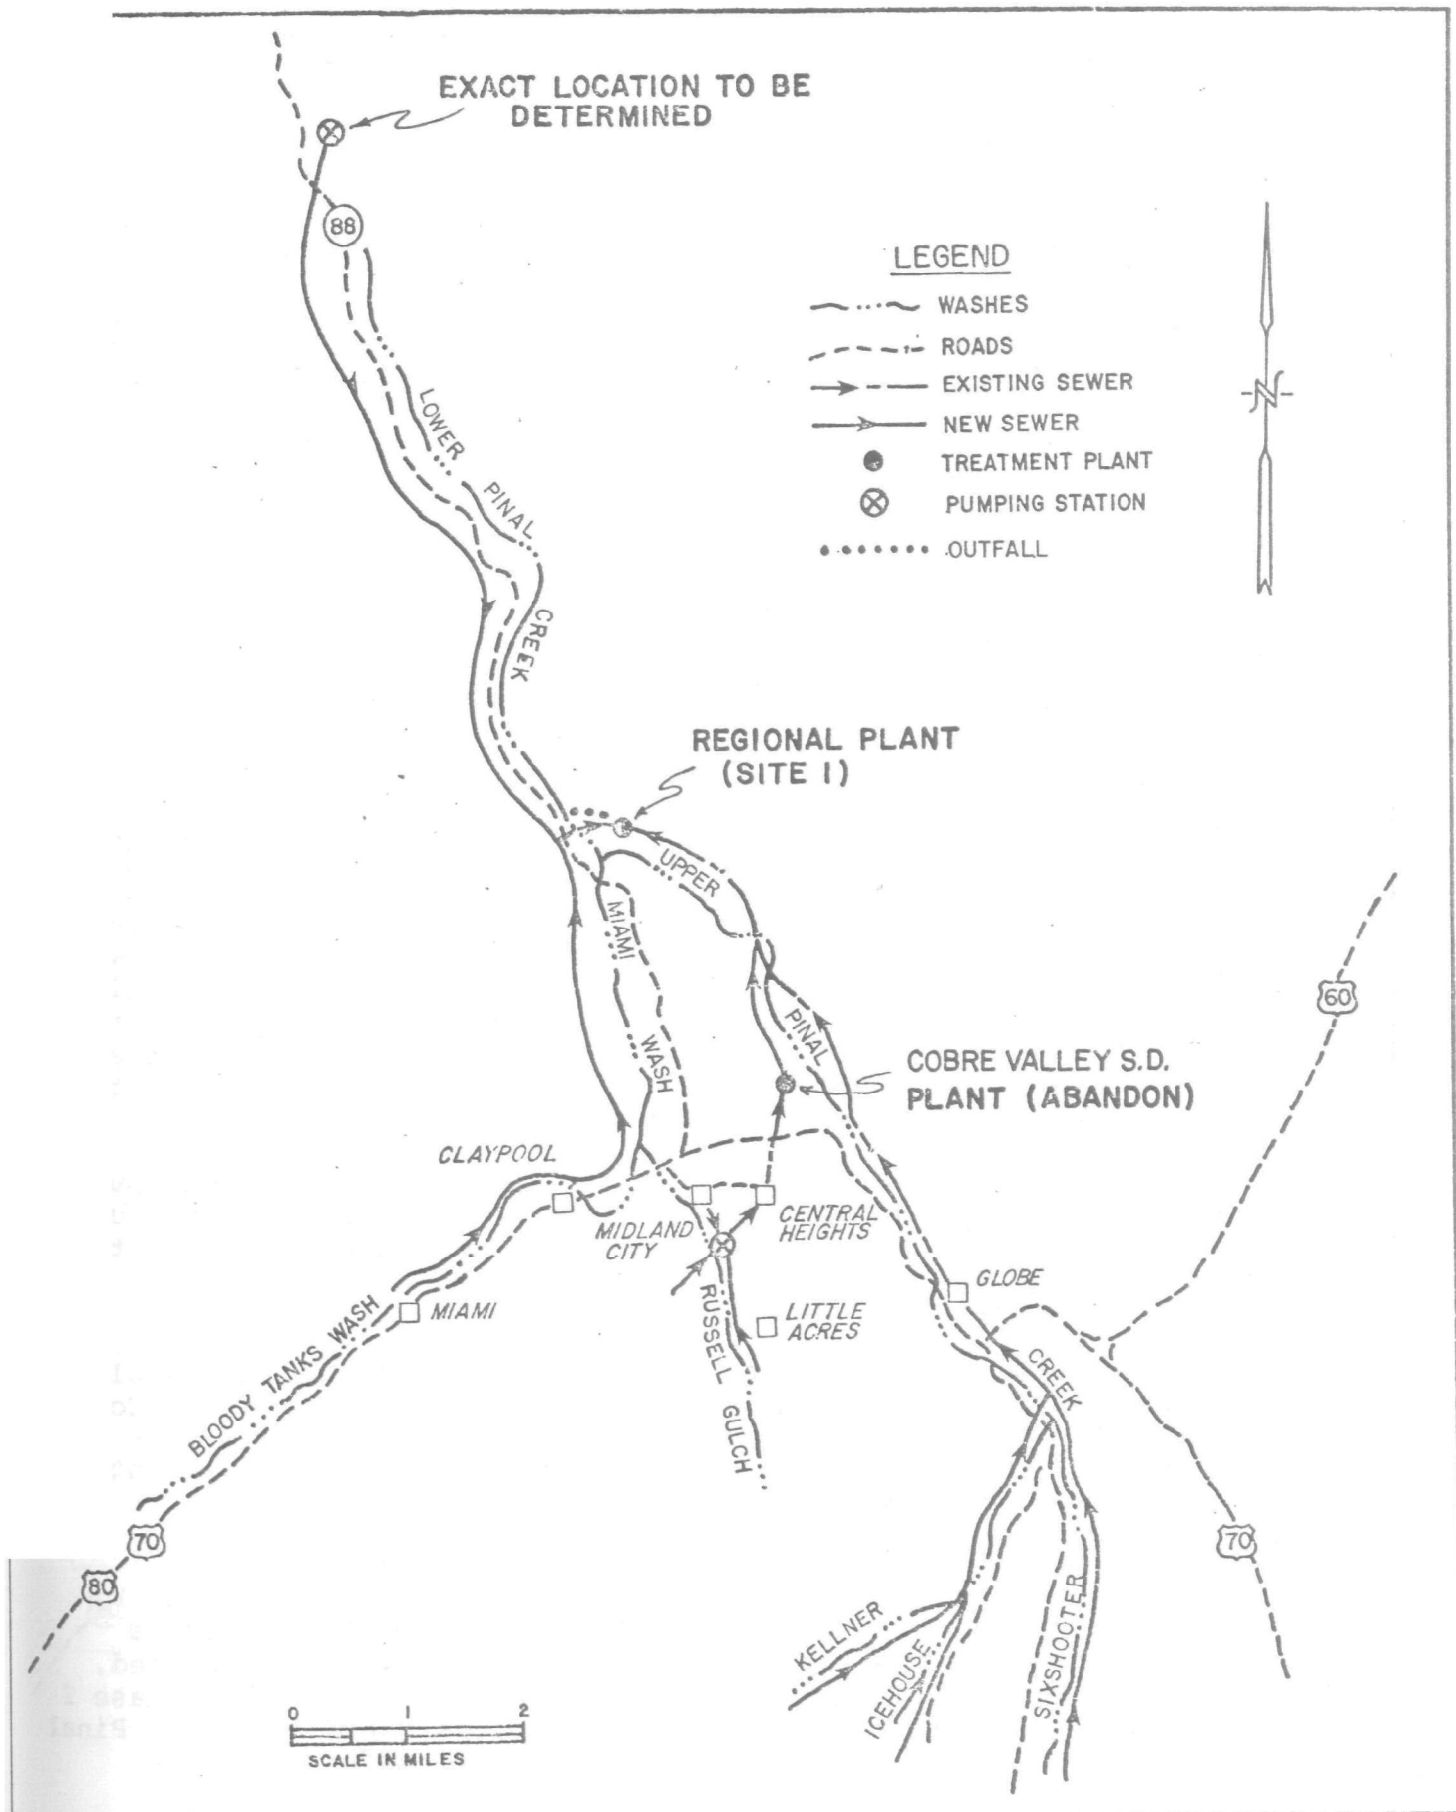 EXACT LOCATION TO BE
DETERMINED
88
LEGEND
WASHES
ROADS
EXISTING SEWER
NEW SEWER
TREATMENT PLANT
PUMPING STATION
OUTFALL
N
LOWER PINAL CREEK
REGIONAL PLANT
(SITE 1)
UPPER PINAL CREEK
MIAMI WASH
60
COBRE VALLEY S.D.
PLANT (ABANDON)
CLAYPOOL
MIDLAND
CITY
CENTRAL
HEIGHTS
GLOBE
MIAMI
LITTLE
ACRES
RUSSELL GULCH
BLOODY TANKS WASH
70
80
70
KELLNER
ICEHOUSE
SIXSHOOTER
0 1 2
SCALE IN MILES